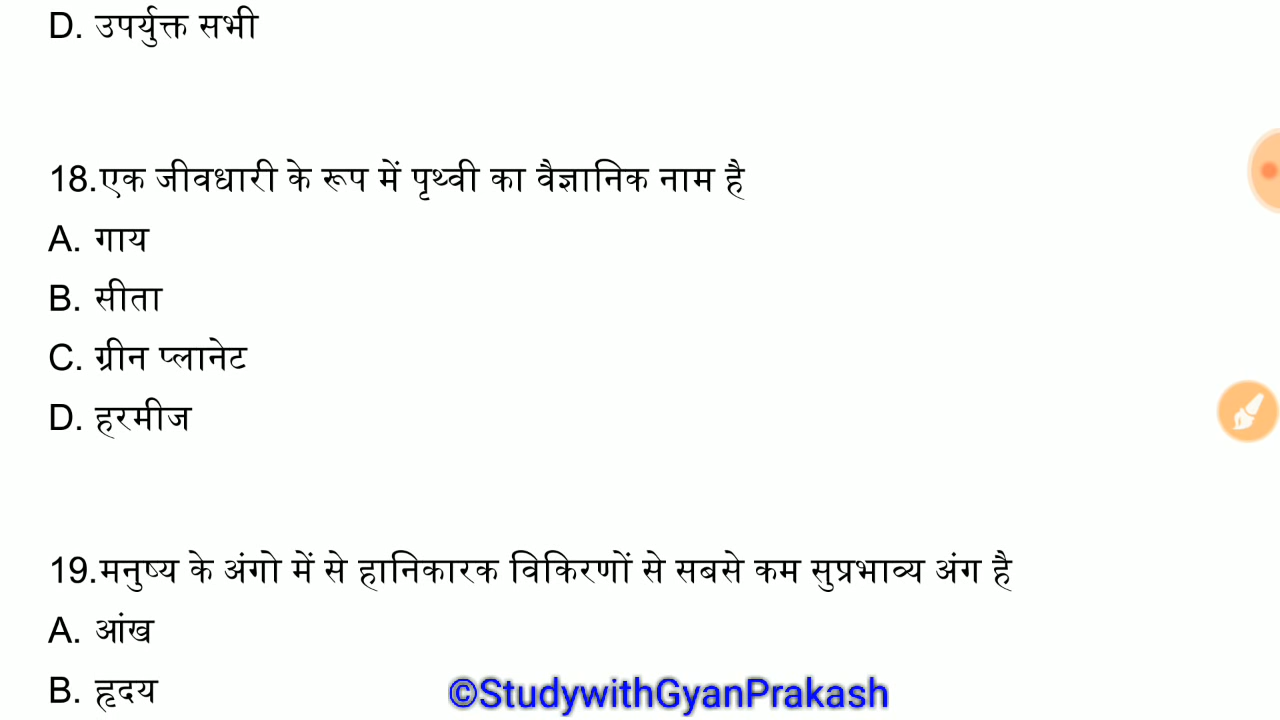 D. उपर्युक्त सभी
18.एक जीवधारी के रूप में पृथ्वी का वैज्ञानिक नाम है
A. गाय
B. सीता
C. ग्रीन प्लानेट
D. हरमीज
19.मनुष्य के अंगो में से हानिकारक विकिरणों से सबसे कम सुप्रभाव्य अंग है
A. आंख
B. हृदय
©StudywithGyanPrakash